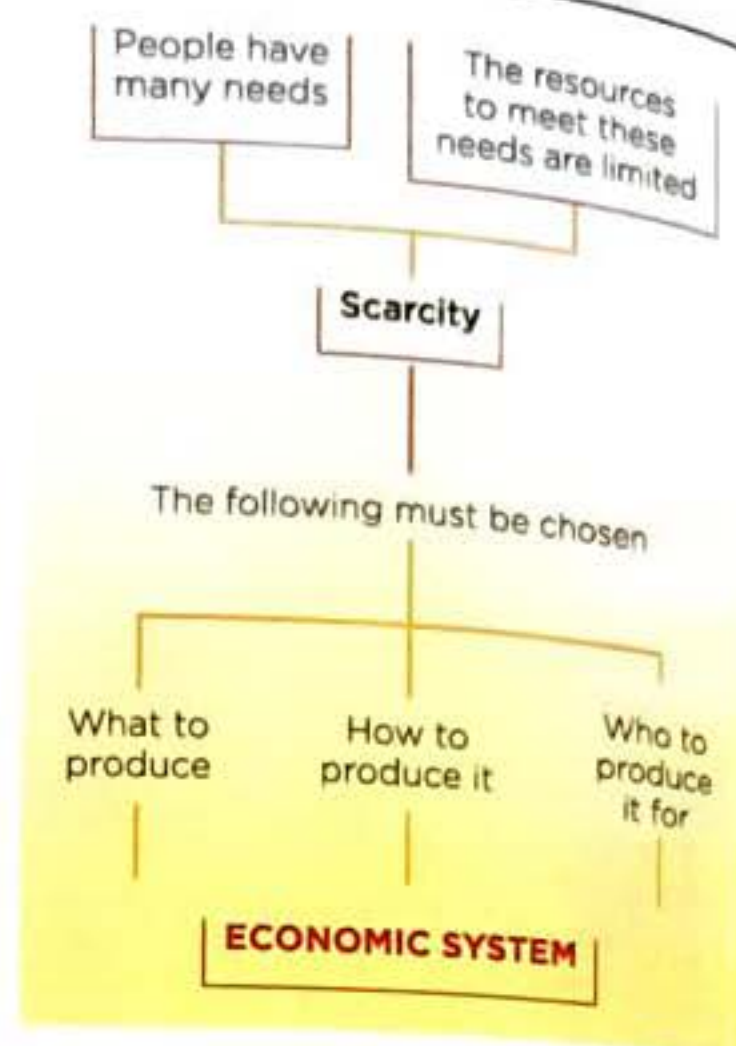 People have
many needs
The resources
to meet these
needs are limited
Scarcity
The following must be chosen
What to
produce
How to
produce it
Who to
produce
it for
ECONOMIC SYSTEM